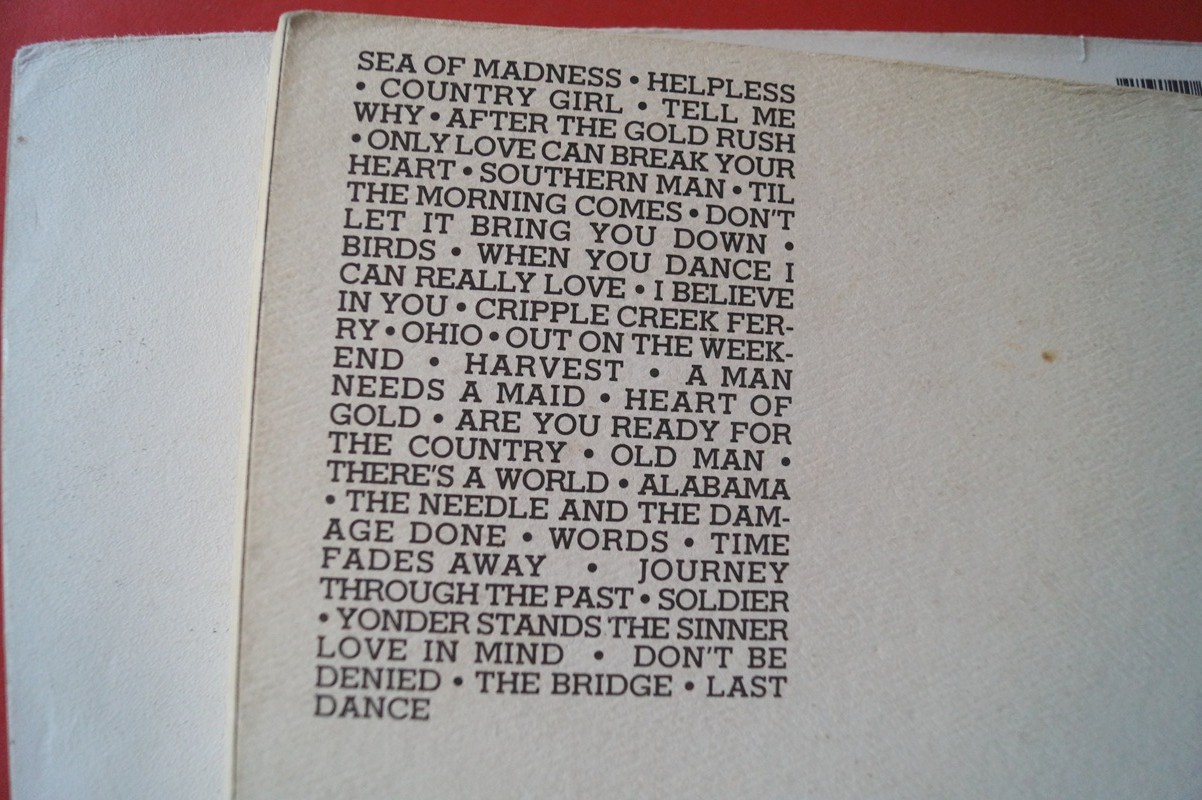 SEA OF MADNESS • HELPLESS
• COUNTRY GIRL • TELL ME
WHY • AFTER THE GOLD RUSH
• ONLY LOVE CAN BREAK YOUR
HEART • SOUTHERN MAN • TIL
THE MORNING COMES • DON'T
LET IT BRING YOU DOWN •
BIRDS • WHEN YOU DANCE I
CAN REALLY LOVE • I BELIEVE
IN YOU • CRIPPLE CREEK FER-
RY • OHIO • OUT ON THE WEEK-
END • HARVEST • A MAN
NEEDS A MAID • HEART OF
GOLD • ARE YOU READY FOR
THE COUNTRY • OLD MAN •
THERE'S A WORLD • ALABAMA
• THE NEEDLE AND THE DAM-
AGE DONE • WORDS • TIME
FADES AWAY • JOURNEY
THROUGH THE PAST • SOLDIER
• YONDER STANDS THE SINNER
LOVE IN MIND • DON'T BE
DENIED • THE BRIDGE • LAST
DANCE